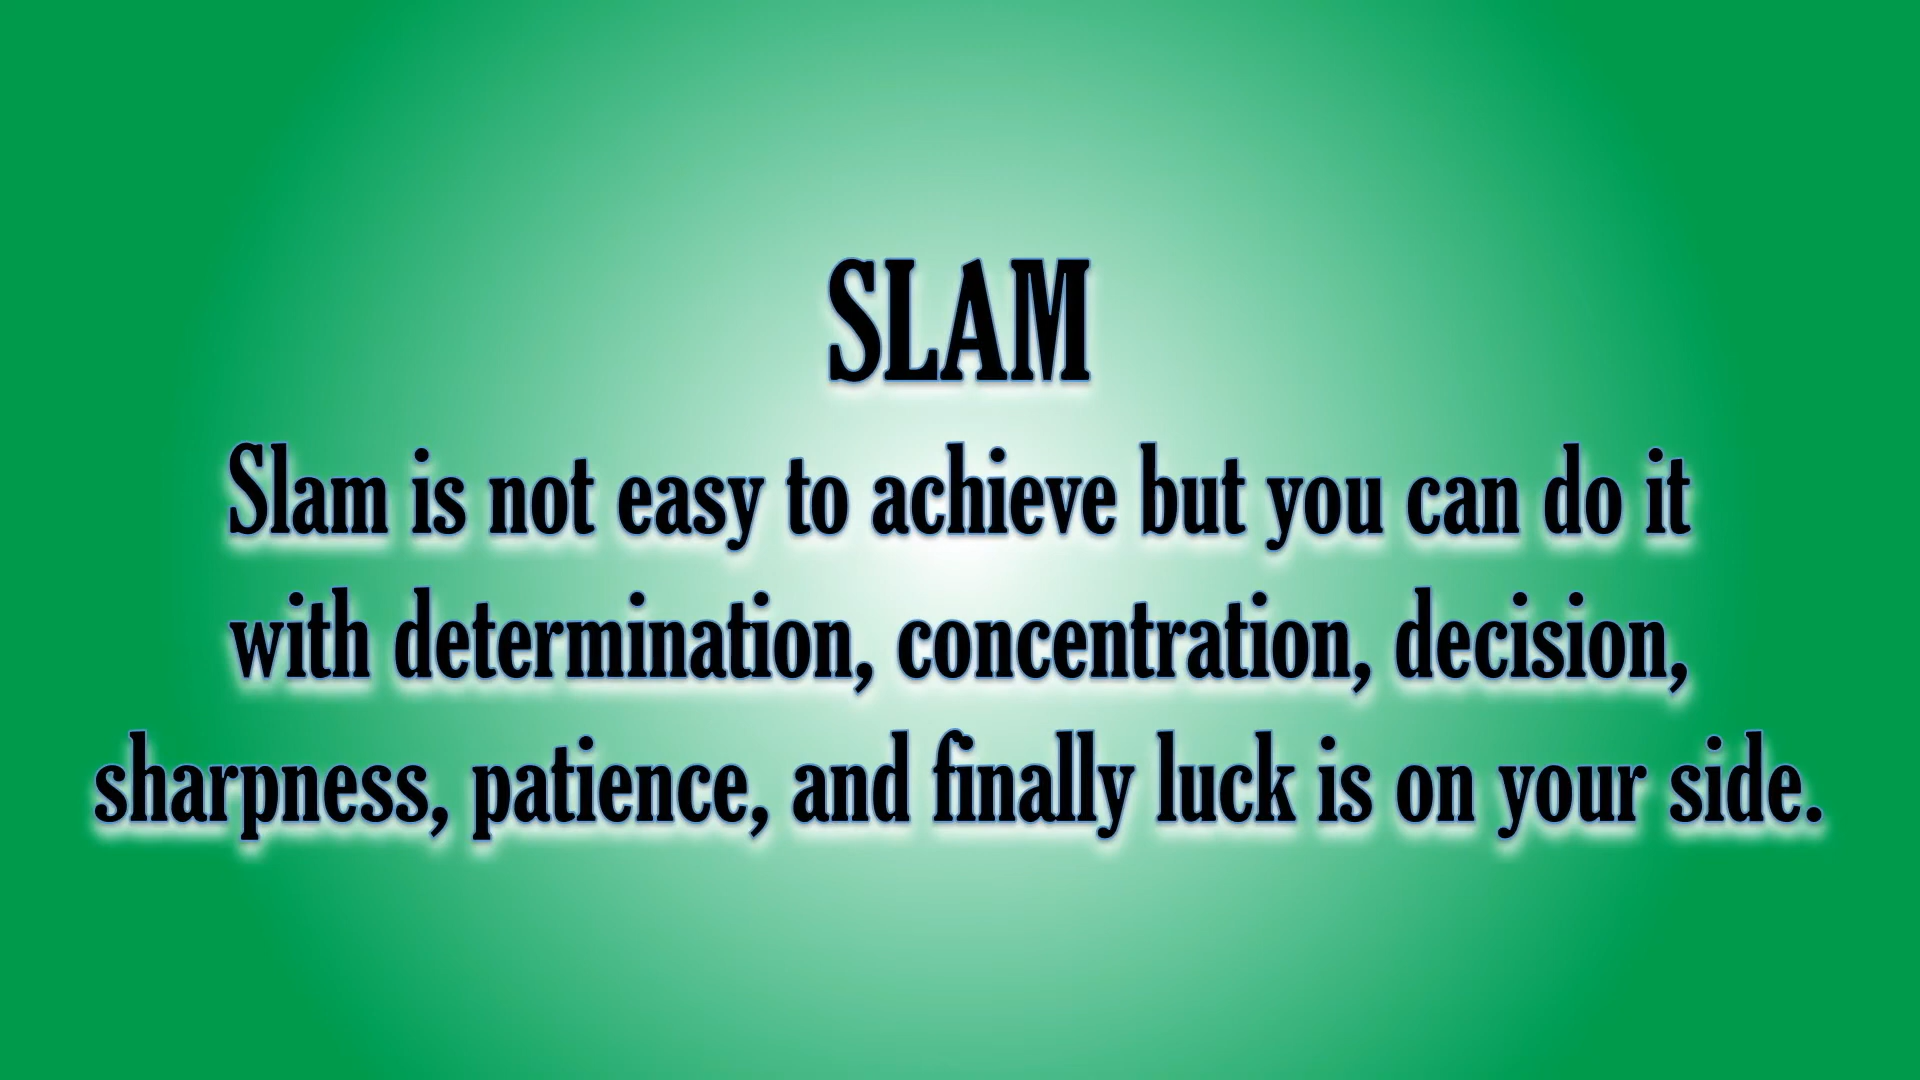 SLAM
Slam is not easy to achieve but you can do it
with determination, concentration, decision,
sharpness, patience, and finally luck is on your side.